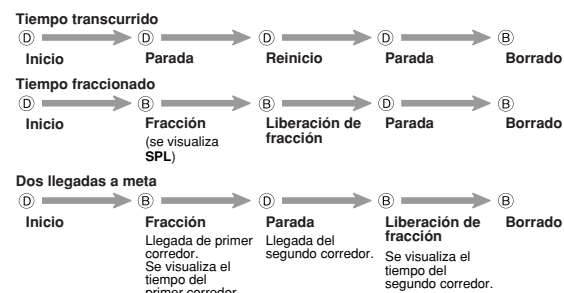 Tiempo transcurrido
D D D D B
Inicio Parada Reinicio Parada Borrado
Tiempo fraccionado
D B B D B
Inicio Fracción Liberación de Parada Borrado
(se visualiza fracción
SPL)
Dos llegadas a meta
D B D B B
Inicio Fracción Parada Liberación de Borrado
fracción
Llegada de primer Llegada del
corredor. segundo corredor. Se visualiza el
Se visualiza el tiempo del
tiempo del segundo corredor.
primer corredor